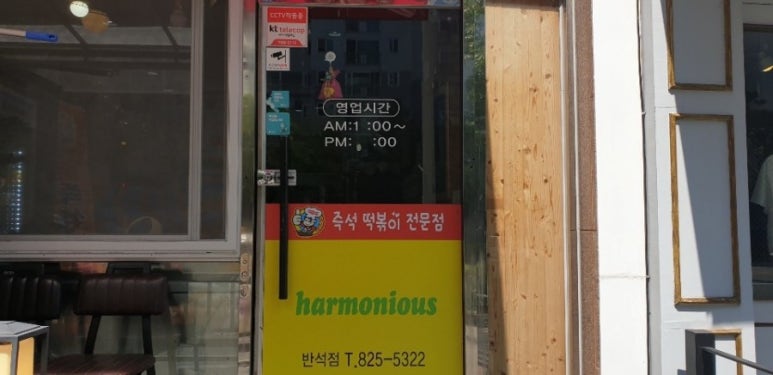 CCTV작동중
kt telecop
영업시간
AM:1 :00~
PM: :00
즉석 떡볶이 전문점
harmonious
반석점 T.825-5322